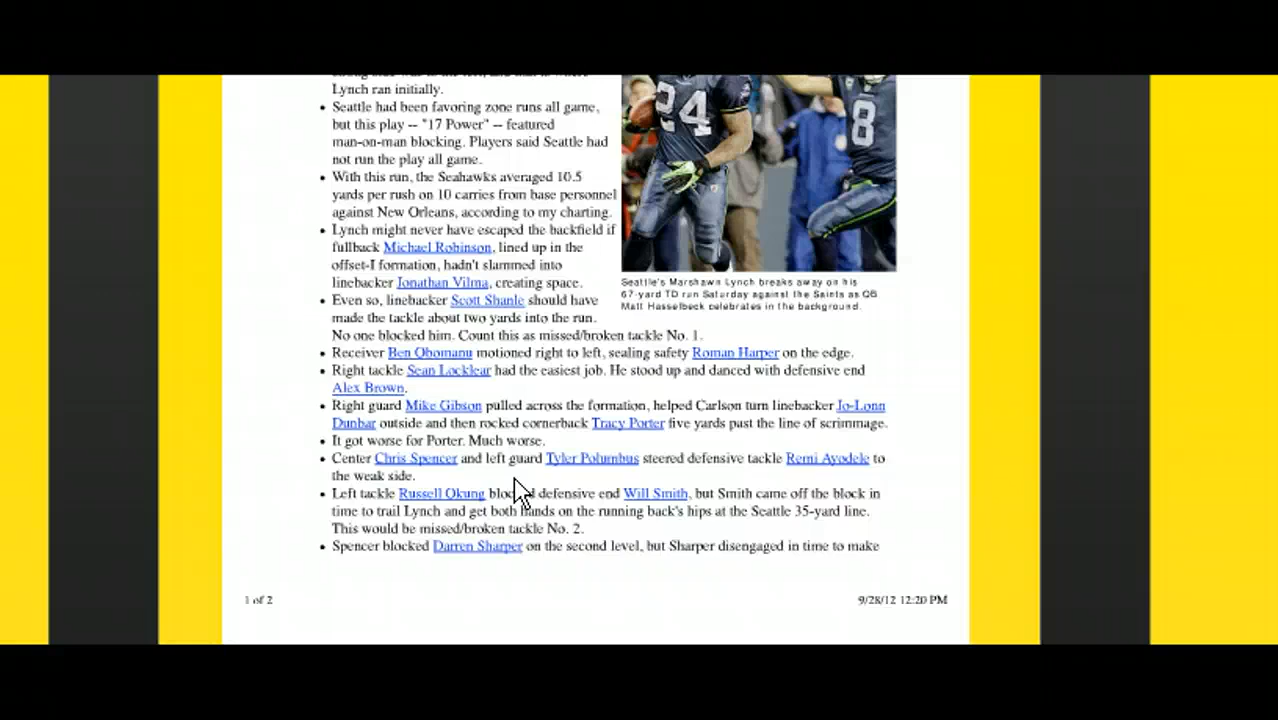 Lynch ran initially.
• Seattle had been favoring zone runs all game,
but this play -- "17 Power" -- featured
man-on-man blocking. Players said Seattle had
not run the play all game.
• With this run, the Seahawks averaged 10.5
yards per rush on 10 carries from base personnel
against New Orleans, according to my charting.
• Lynch might never have escaped the backfield if
fullback Michael Robinson, lined up in the
offset-I formation, hadn't slammed into
linebacker Jonathan Vilma, creating space.
• Even so, linebacker Scott Shanle should have
made the tackle about two yards into the run.
No one blocked him. Count this as missed/broken tackle No. 1.
• Receiver Ben Obomanu motioned right to left, sealing safety Roman Harper on the edge.
• Right tackle Sean Locklear had the easiest job. He stood up and danced with defensive end
Alex Brown.
• Right guard Mike Gibson pulled across the formation, helped Carlson turn linebacker Jo-Lonn
Dunbar outside and then rocked cornerback Tracy Porter five yards past the line of scrimmage.
• It got worse for Porter. Much worse.
• Center Chris Spencer and left guard Tyler Polumbus steered defensive tackle Remi Ayodele to
the weak side.
• Left tackle Russell Okung blocked defensive end Will Smith, but Smith came off the block in
time to trail Lynch and get both hands on the running back's hips at the Seattle 35-yard line.
This would be missed/broken tackle No. 2.
• Spencer blocked Darren Sharper on the second level, but Sharper disengaged in time to make
24
8
Seattle's Marshawn Lynch breaks away on his
67-yard TD run Saturday against the Saints as QB
Matt Hasselbeck celebrates in the background.
1 of 2
9/28/12 12:20 PM